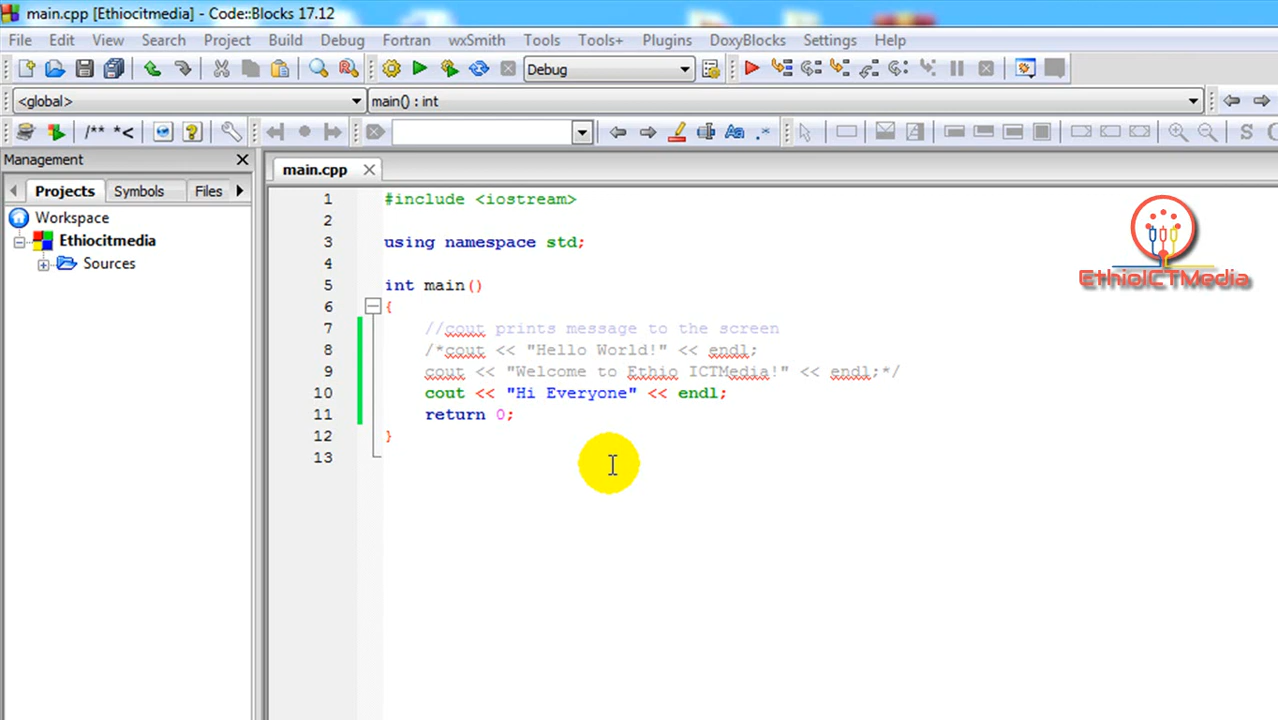 main.cpp [Ethiocitmedia] - Code::Blocks 17.12
File Edit View Search Project Build Debug Fortran wxSmith Tools Tools+ Plugins DoxyBlocks Settings Help
Debug
<global> main() : int
/** *< Aa .* S
Management
main.cpp
Projects Symbols Files
Workspace
Ethiocitmedia
Sources
1 #include <iostream>
2
3 using namespace std;
4
5 int main()
6 {
7 //cout prints message to the screen
8 /*cout << "Hello World!" << endl;
9 cout << "Welcome to Ethio ICTMedia!" << endl;*/
10 cout << "Hi Everyone" << endl;
11 return 0;
12 }
13
EthioICTMedia